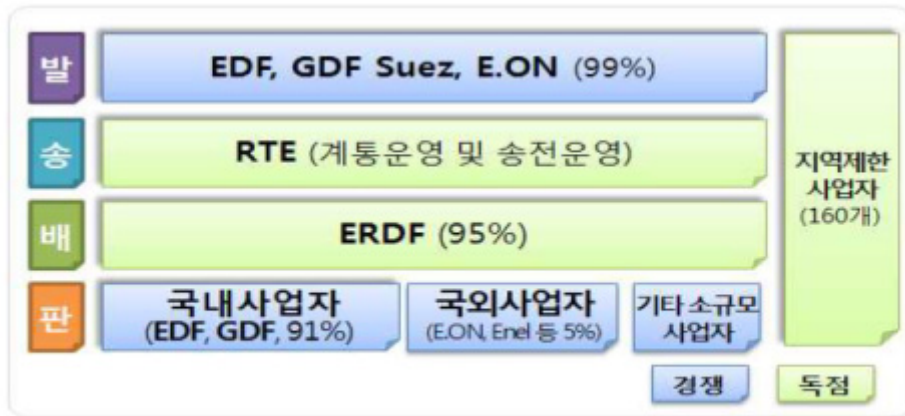 발
EDF, GDF Suez, E.ON (99%)
송
RTE (계통운영 및 송전운영)
지역제한
사업자
(160개)
배
ERDF (95%)
판
국내사업자
(EDF, GDF, 91%)
국외사업자
(E.ON, Enel 등 5%)
기타 소규모
사업자
경쟁
독점